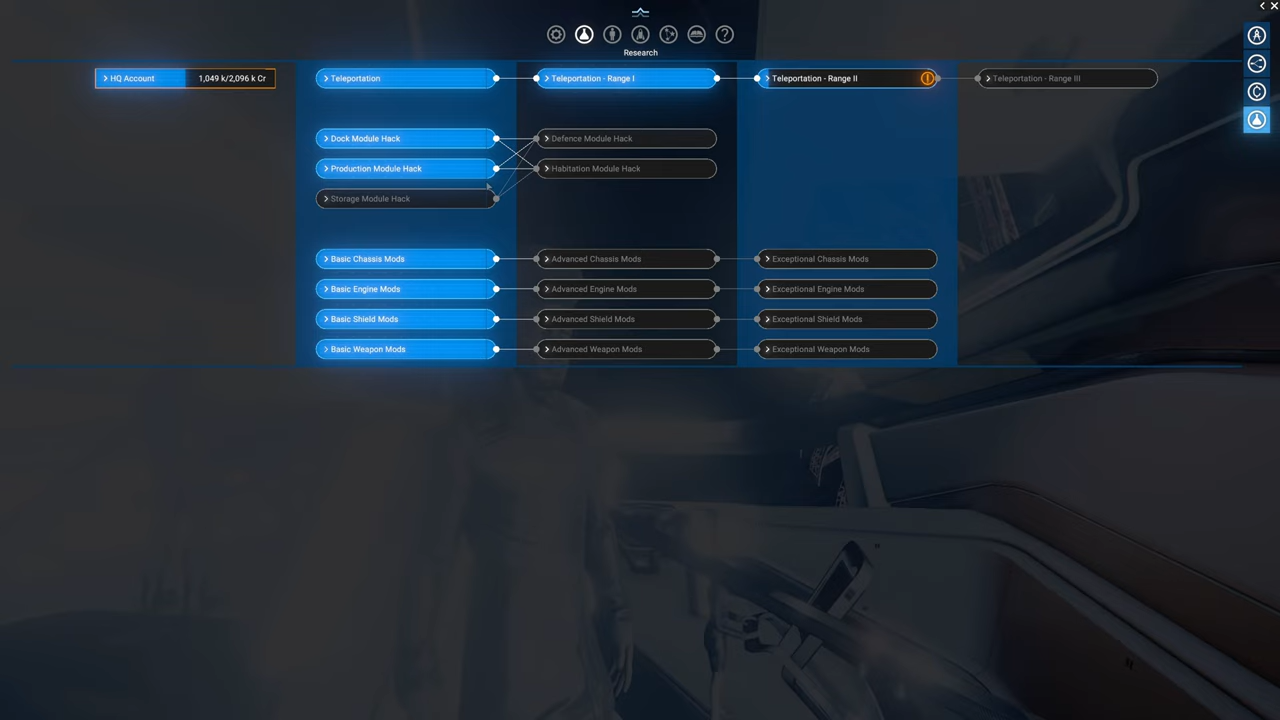 Research
HQ Account 1,049 k/2,096 k Cr
Teleportation
Teleportation - Range I
Teleportation - Range II
Teleportation - Range III
Dock Module Hack
Defence Module Hack
Production Module Hack
Habitation Module Hack
Storage Module Hack
Basic Chassis Mods
Advanced Chassis Mods
Exceptional Chassis Mods
Basic Engine Mods
Advanced Engine Mods
Exceptional Engine Mods
Basic Shield Mods
Advanced Shield Mods
Exceptional Shield Mods
Basic Weapon Mods
Advanced Weapon Mods
Exceptional Weapon Mods